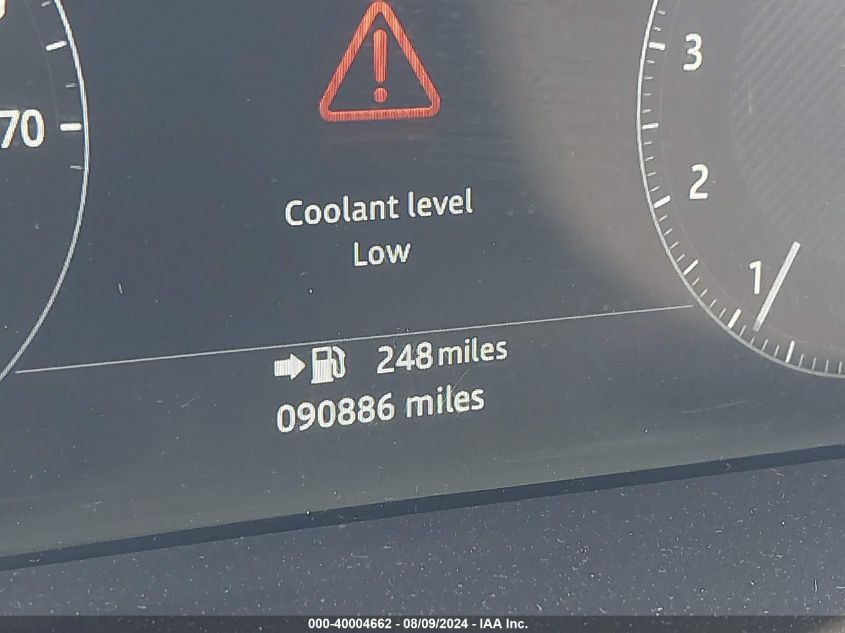 70
3
2
1
Coolant level
Low
248 miles
090886 miles
000-40004662 - 08/09/2024 - IAA Inc.